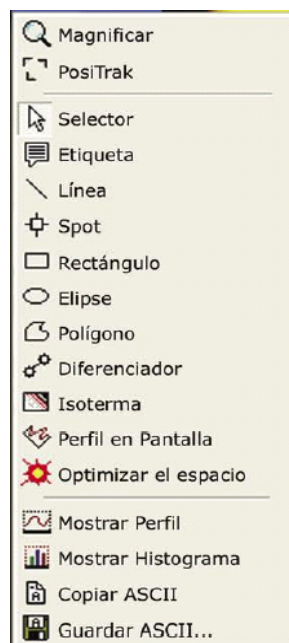 Magnificar
PosiTrak
Selector
Etiqueta
Línea
Spot
Rectángulo
Elipse
Polígono
Diferenciador
Isoterma
Perfil en Pantalla
Optimizar el espacio
Mostrar Perfil
Mostrar Histograma
Copiar ASCII
Guardar ASCII...